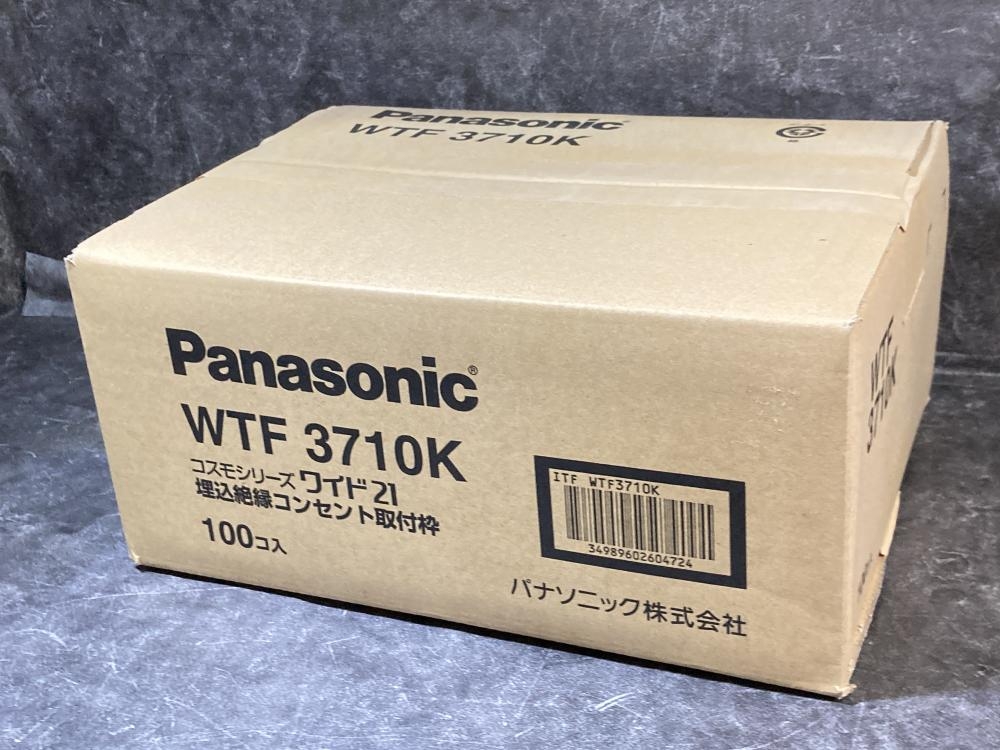 Panasonic
WTF 3710K
Panasonic®
WTF 3710K
コスモシリーズ ワイド21
埋込絶縁コンセント取付枠
100コ入
ITF WTF3710K
34989602604724
パナソニック株式会社
WTF
3710K